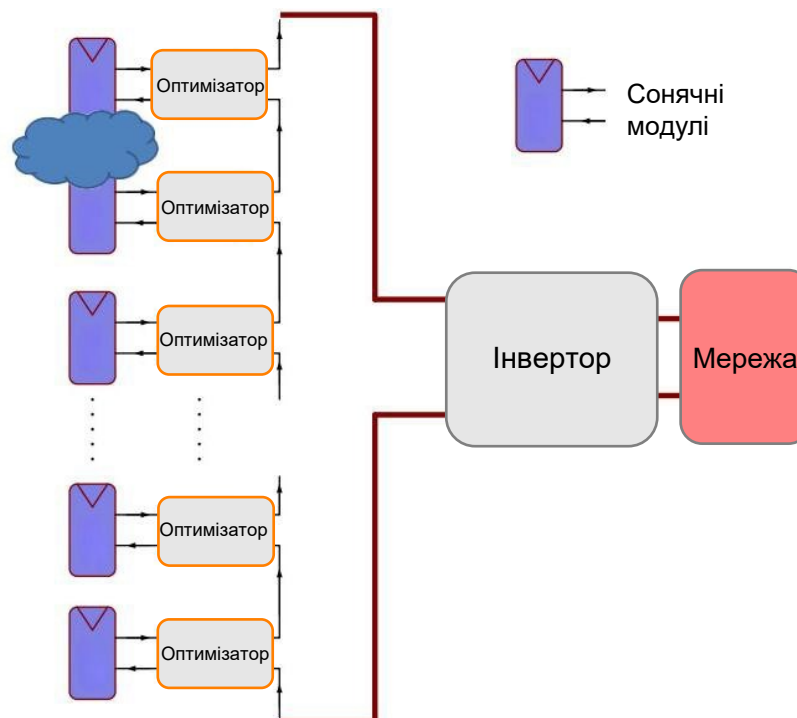 Оптимізатор
Сонячні
модулі
Оптимізатор
Оптимізатор
Інвертор
Мережа
Оптимізатор
Оптимізатор